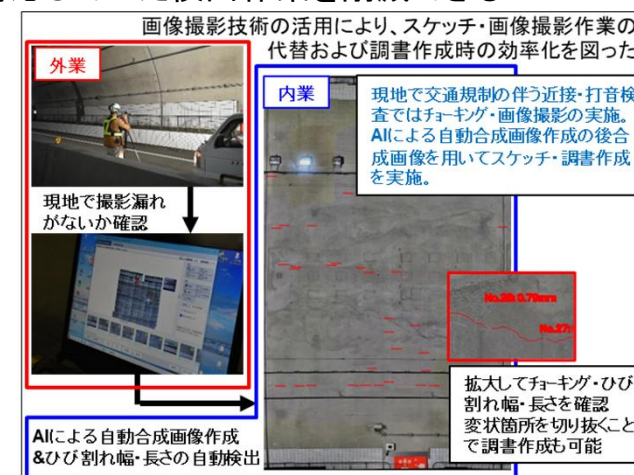 画像撮影技術の活用により、スケッチ・画像撮影作業の
代替および調書作成時の効率化を図った
外業
内業
現地で交通規制の伴う近接・打音検
査ではチョーキング・画像撮影の実施。
AIによる自動合成画像作成の後合
成画像を用いてスケッチ・調書作成
を実施。
現地で撮影漏れ
がないか確認
0.79mm
No.27:
拡大してチョーキング・ひび
割れ幅・長さを確認
変状箇所を切り抜くこと
で調書作成も可能
AIによる自動合成画像作成
&ひび割れ幅・長さの自動検出